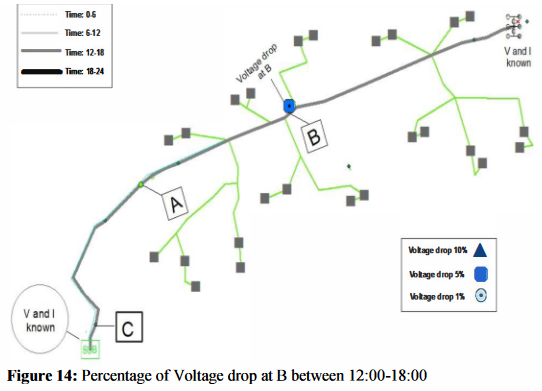 Time: 0-6
Time: 6-12
Time: 12-18
Time: 18-24
Voltage drop
at B
V and I
known
B
A
Voltage drop 10%
Voltage drop 5%
Voltage drop 1%
V and I
known
C
Figure 14: Percentage of Voltage drop at B between 12:00-18:00